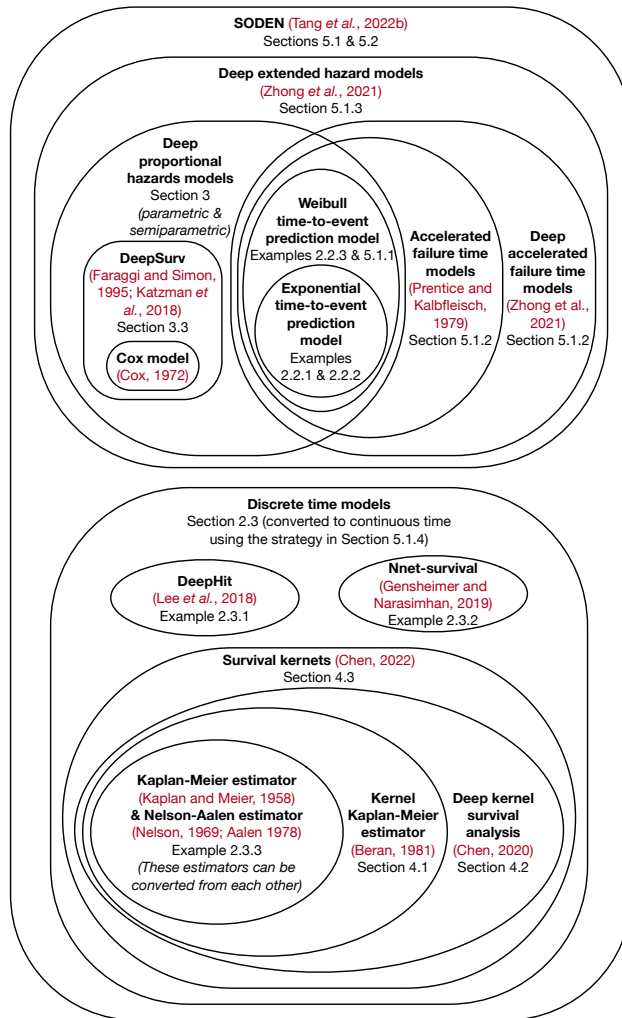 SODEN (Tang et al., 2022b)
Sections 5.1 & 5.2
Deep extended hazard models
(Zhong et al., 2021)
Section 5.1.3
Deep
proportional
hazards models
Section 3
(parametric &
semiparametric)
DeepSurv
(Faraggi and Simon,
1995; Katzman et
al., 2018)
Section 3.3
Cox model
(Cox, 1972)
Weibull
time-to-event
prediction model
Examples 2.2.3 & 5.1.1
Exponential
time-to-event
prediction
model
Examples
2.2.1 & 2.2.2
Accelerated
failure time
models
(Prentice and
Kalbfleisch,
1979)
Section 5.1.2
Deep
accelerated
failure time
models
(Zhong et al.,
2021)
Section 5.1.2
Discrete time models
Section 2.3 (converted to continuous time
using the strategy in Section 5.1.4)
DeepHit
(Lee et al., 2018)
Example 2.3.1
Nnet-survival
(Gensheimer and
Narasimhan, 2019)
Example 2.3.2
Survival kernets (Chen, 2022)
Section 4.3
Kaplan-Meier estimator
(Kaplan and Meier, 1958)
& Nelson-Aalen estimator
(Nelson, 1969; Aalen 1978)
Example 2.3.3
(These estimators can be
converted from each other)
Kernel
Kaplan-Meier
estimator
(Beran, 1981)
Section 4.1
Deep kernel
survival
analysis
(Chen, 2020)
Section 4.2